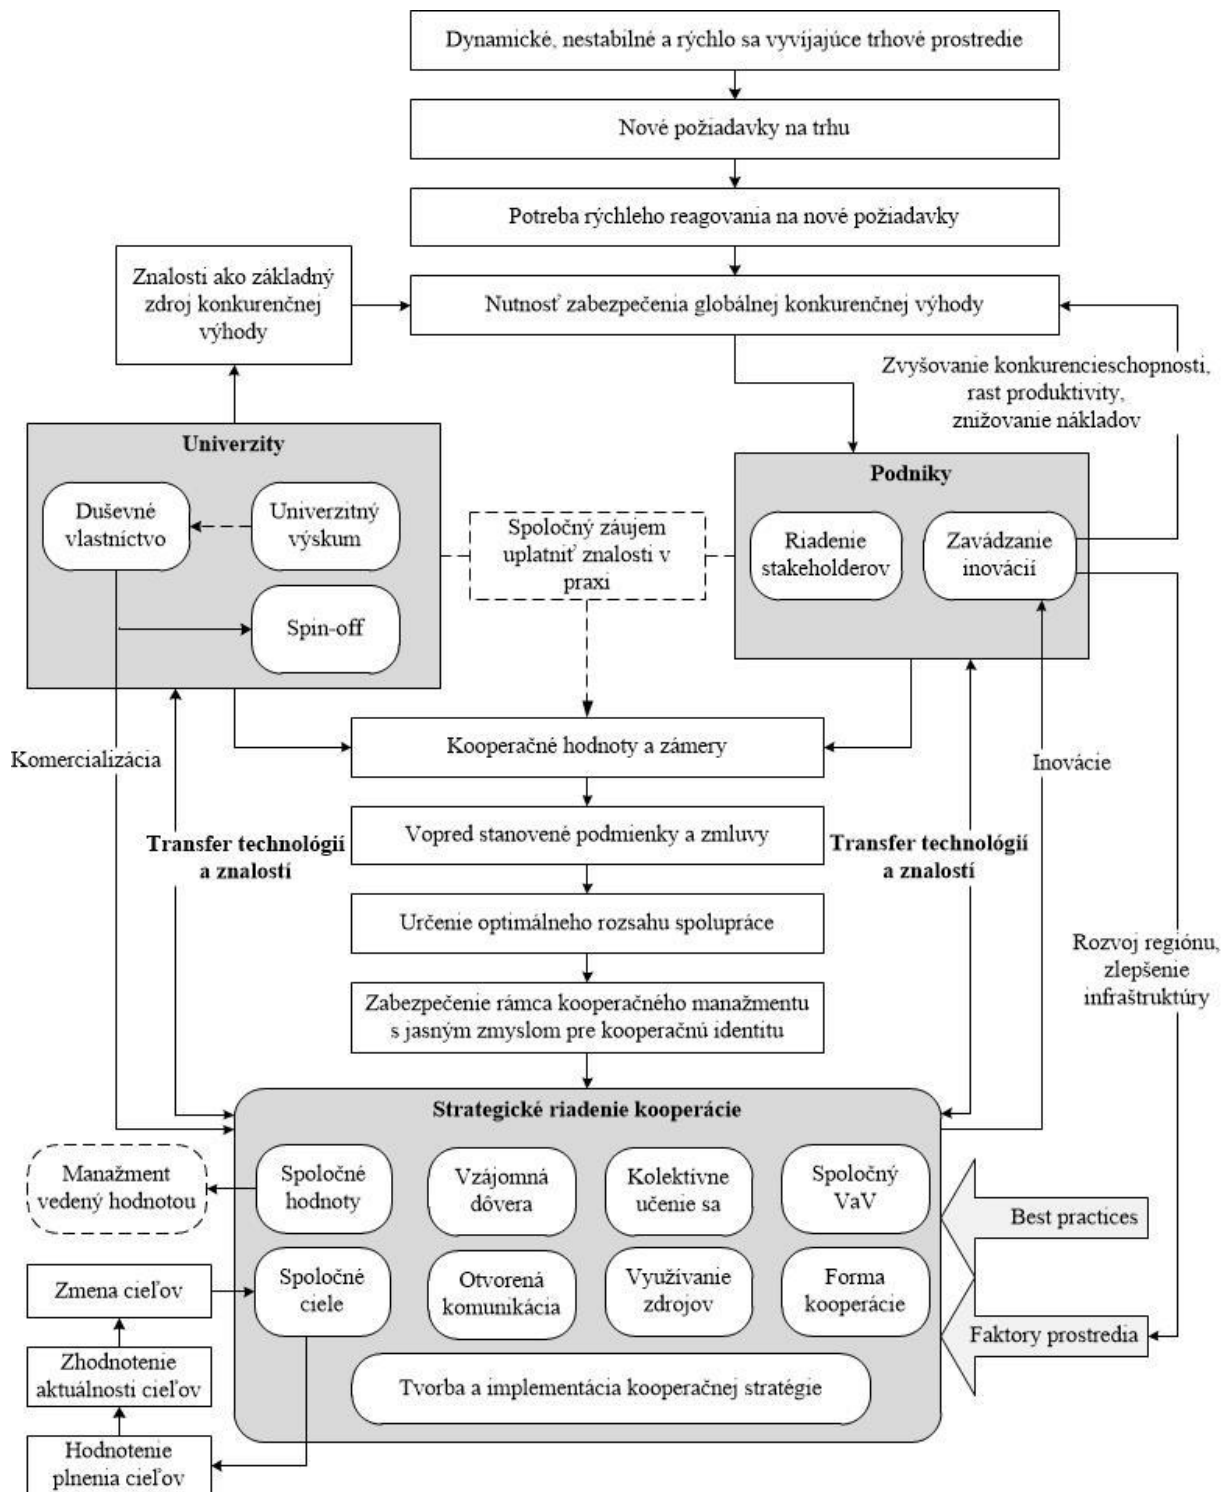 Dynamické, nestabilné a rýchlo sa vyvíjajúce trhové prostredie
Nové požiadavky na trhu
Potreba rýchleho reagovania na nové požiadavky
Znalosti ako základný
zdroj konkurenčnej
výhody
Nutnosť zabezpečenia globálnej konkurenčnej výhody
Zvyšovanie konkurencieschopnosti,
rast produktivity,
znižovanie nákladov
Univerzity
Duševné
vlastníctvo
Univerzitný
výskum
Spin-off
Spoločný záujem
uplatniť znalosti v
praxi
Podniky
Riadenie
stakeholderov
Zavádzanie
inovácií
Komercializácia
Kooperačné hodnoty a zámery
Inovácie
Vopred stanovené podmienky a zmluvy
Transfer technológií
a znalostí
Transfer technológií
a znalostí
Určenie optimálneho rozsahu spolupráce
Rozvoj regiónu,
zlepšenie
infraštruktúry
Zabezpečenie rámca kooperačného manažmentu
s jasným zmyslom pre kooperačnú identitu
Strategické riadenie kooperácie
Manažment
vedený hodnotou
Spoločné
hodnoty
Vzájomná
dôvera
Kolektívne
učenie sa
Spoločný
VaV
Best practices
Zmena cieľov
Spoločné
ciele
Otvorená
komunikácia
Využívanie
zdrojov
Forma
kooperácie
Faktory prostredia
Zhodnotenie
aktuálnosti cieľov
Tvorba a implementácia kooperačnej stratégie
Hodnotenie
plnenia cieľov